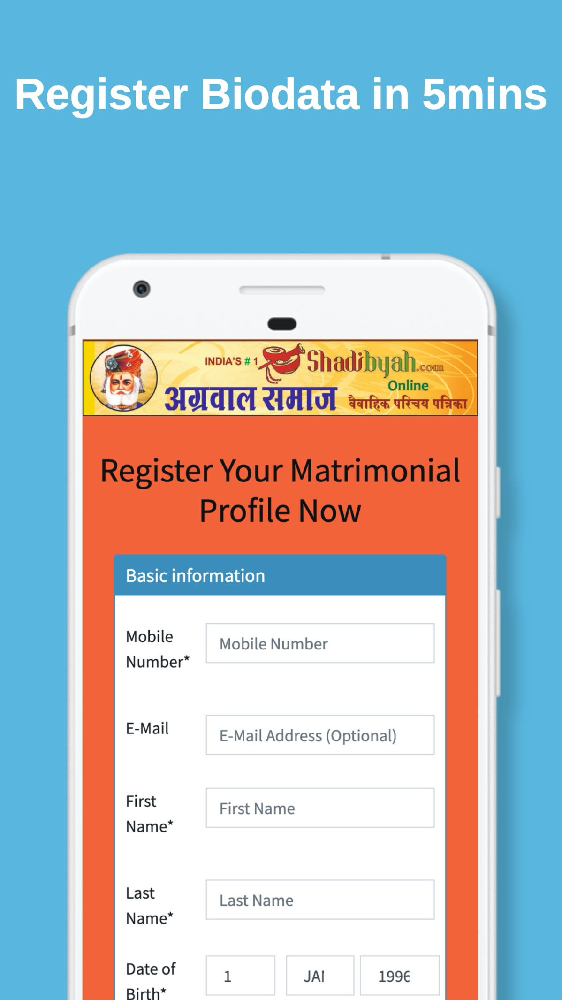 Register Biodata in 5mins
INDIA'S # 1 Shadibyah.com
Online
अग्रवाल समाज वैवाहिक परिचय पत्रिका
Register Your Matrimonial
Profile Now
Basic information
Mobile
Number*
Mobile Number
E-Mail
E-Mail Address (Optional)
First
Name*
First Name
Last
Name*
Last Name
Date of
Birth*
1
JAN
1996